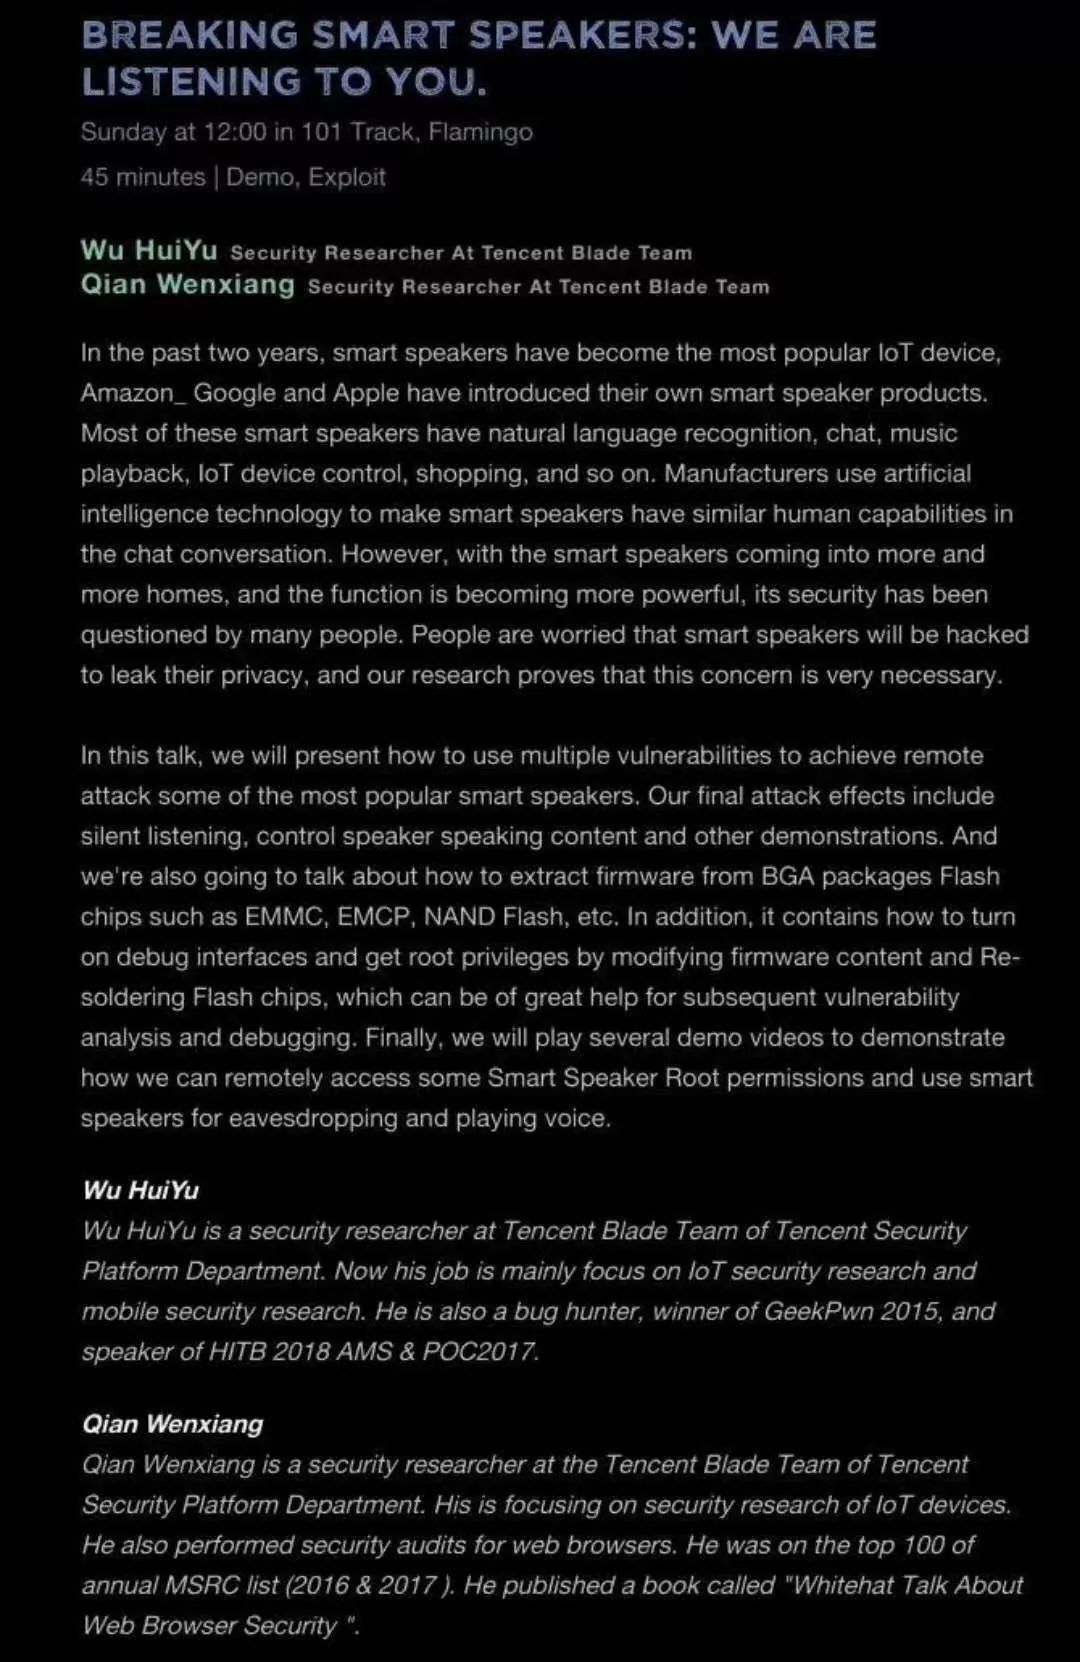 BREAKING SMART SPEAKERS: WE ARE
LISTENING TO YOU.
Sunday at 12:00 in 101 Track, Flamingo
45 minutes | Demo, Exploit
Wu HuiYu Security Researcher At Tencent Blade Team
Qian Wenxiang Security Researcher At Tencent Blade Team
In the past two years, smart speakers have become the most popular IoT device,
Amazon_ Google and Apple have introduced their own smart speaker products.
Most of these smart speakers have natural language recognition, chat, music
playback, IoT device control, shopping, and so on. Manufacturers use artificial
intelligence technology to make smart speakers have similar human capabilities in
the chat conversation. However, with the smart speakers coming into more and
more homes, and the function is becoming more powerful, its security has been
questioned by many people. People are worried that smart speakers will be hacked
to leak their privacy, and our research proves that this concern is very necessary.
In this talk, we will present how to use multiple vulnerabilities to achieve remote
attack some of the most popular smart speakers. Our final attack effects include
silent listening, control speaker speaking content and other demonstrations. And
we're also going to talk about how to extract firmware from BGA packages Flash
chips such as EMMC, EMCP, NAND Flash, etc. In addition, it contains how to turn
on debug interfaces and get root privileges by modifying firmware content and Re-
soldering Flash chips, which can be of great help for subsequent vulnerability
analysis and debugging. Finally, we will play several demo videos to demonstrate
how we can remotely access some Smart Speaker Root permissions and use smart
speakers for eavesdropping and playing voice.
Wu HuiYu
Wu HuiYu is a security researcher at Tencent Blade Team of Tencent Security
Platform Department. Now his job is mainly focus on IoT security research and
mobile security research. He is also a bug hunter, winner of GeekPwn 2015, and
speaker of HITB 2018 AMS & POC2017.
Qian Wenxiang
Qian Wenxiang is a security researcher at the Tencent Blade Team of Tencent
Security Platform Department. His is focusing on security research of IoT devices.
He also performed security audits for web browsers. He was on the top 100 of
annual MSRC list (2016 & 2017 ). He published a book called "Whitehat Talk About
Web Browser Security ".